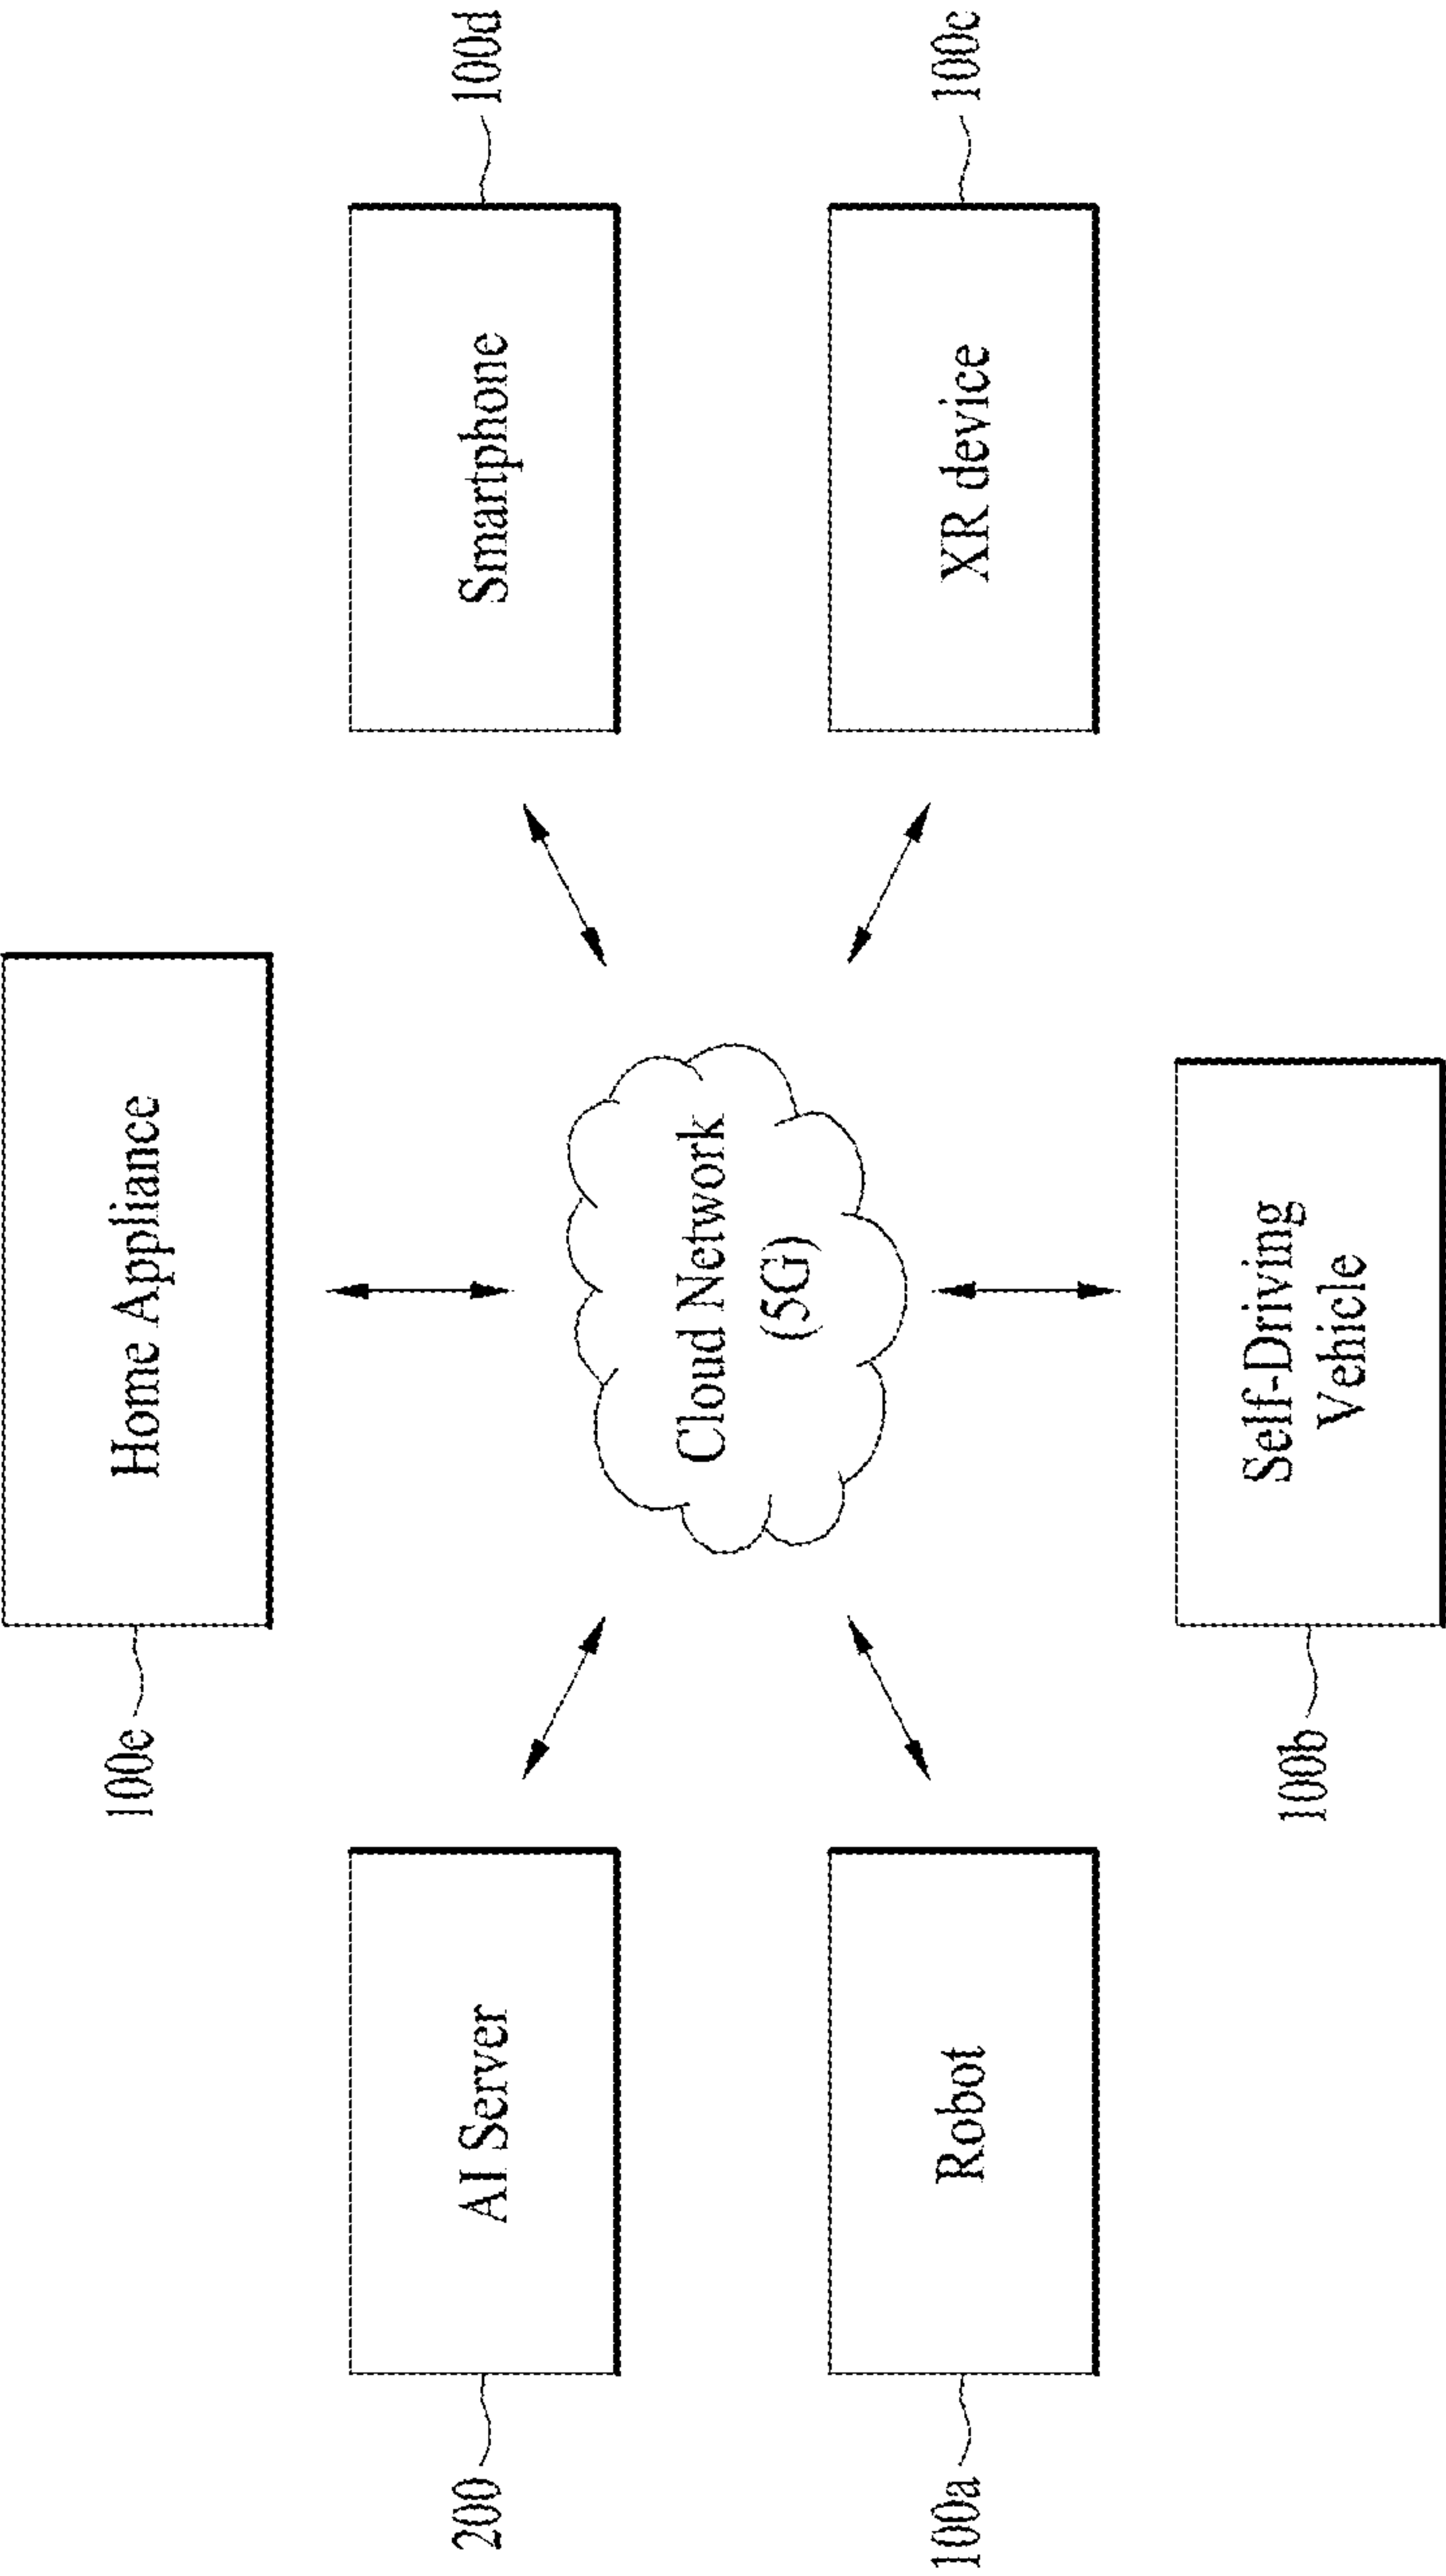 100e
Home Appliance
200
AI Server
Smartphone
100d
Cloud Network
(5G)
100a
Robot
XR device
100c
100b
Self-Driving
Vehicle